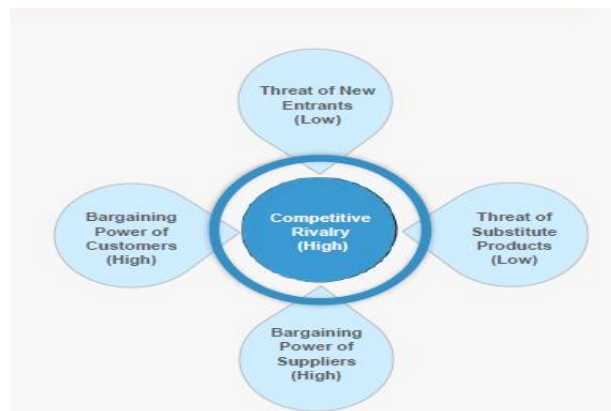 Threat of New
Entrants
(Low)
Bargaining
Power of
Customers
(High)
Competitive
Rivalry
(High)
Threat of
Substitute
Products
(Low)
Bargaining
Power of
Suppliers
(High)